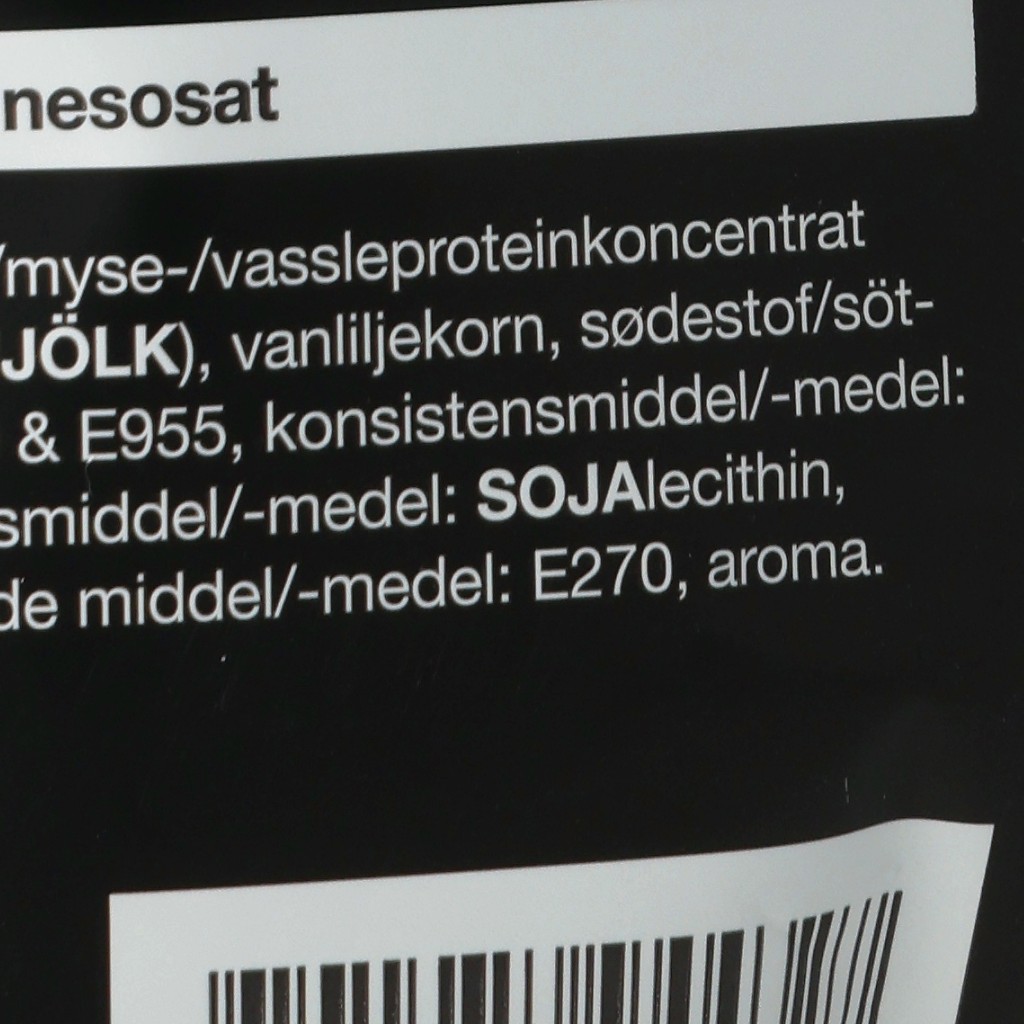 nesosat
/myse-/vassleproteinkoncentrat
JÖLK), vanliljekorn, sødestof/söt-
& E955, konsistensmiddel/-medel:
smiddel/-medel: SOJAlecithin,
de middel/-medel: E270, aroma.